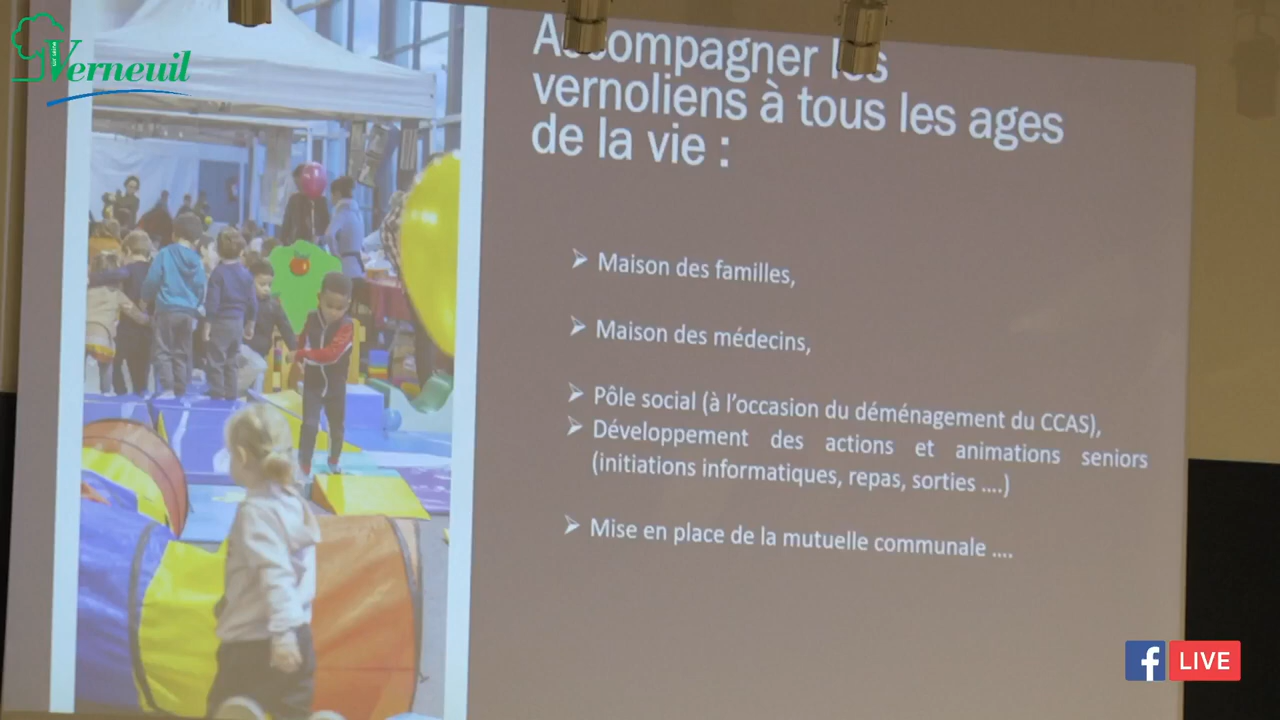 sur seine
Verneuil
Accompagner les
vernoliens à tous les ages
de la vie :
Maison des familles,
Maison des médecins,
Pôle social (à l'occasion du déménagement du CCAS),
Développement des actions et animations seniors
(initiations informatiques, repas, sorties ....)
Mise en place de la mutuelle communale ....
f LIVE